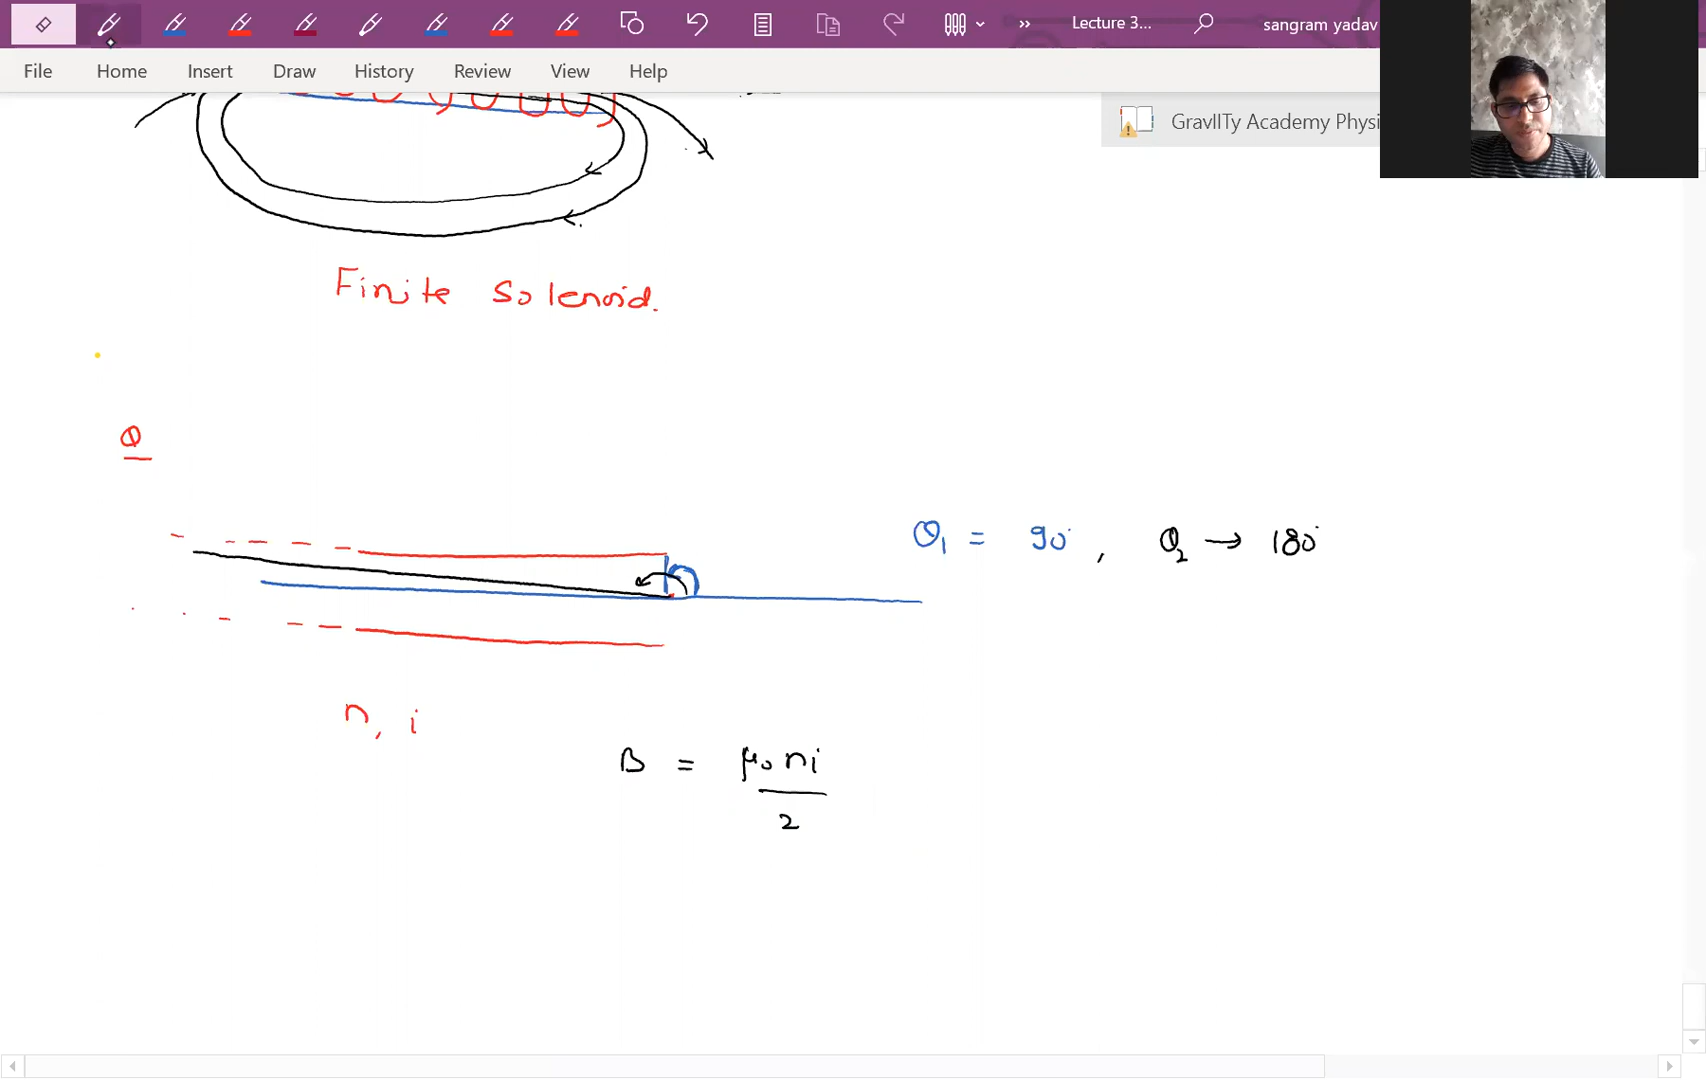 Lecture 3...
sangram yadav
File Home Insert Draw History Review View Help
GravIITy Academy Physi
Finite Solenoid.
Q
θ₁ = 90°, θ₂ → 180°
n, i
B = μ₀ni
2